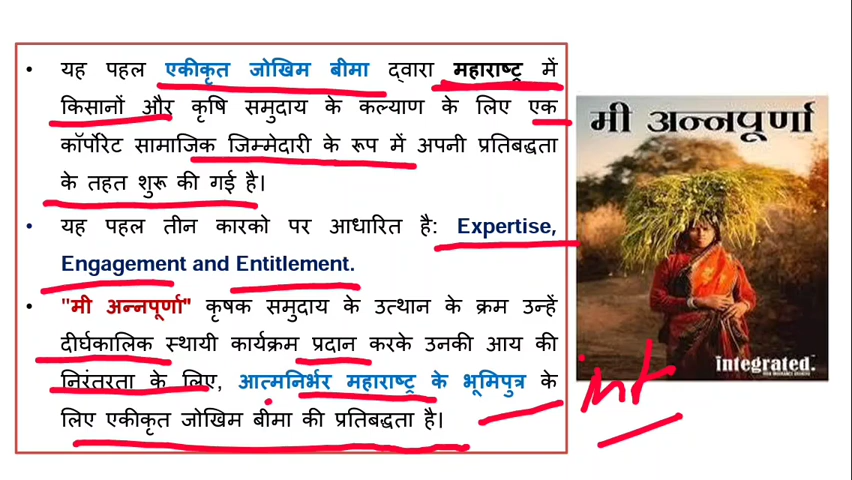 • यह पहल एकीकृत जोखिम बीमा द्वारा महाराष्ट्र में
किसानों और कृषि समुदाय के कल्याण के लिए एक
कॉर्पोरेट सामाजिक जिम्मेदारी के रूप में अपनी प्रतिबद्धता
के तहत शुरू की गई है।
• यह पहल तीन कारको पर आधारित है: Expertise,
Engagement and Entitlement.
• "मी अन्नपूर्णा" कृषक समुदाय के उत्थान के क्रम उन्हें
दीर्घकालिक स्थायी कार्यक्रम प्रदान करके उनकी आय की
निरंतरता के लिए, आत्मनिर्भर महाराष्ट्र के भूमिपुत्र के
लिए एकीकृत जोखिम बीमा की प्रतिबद्धता है।
मी अन्नपूर्णा
integrated.
int